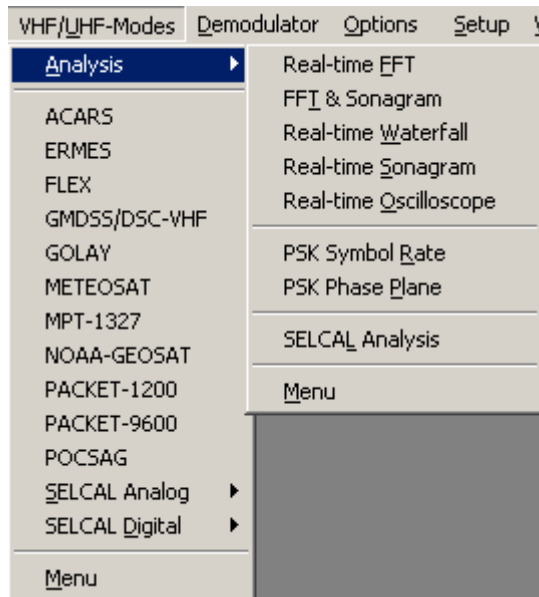 VHF/UHF-Modes Demodulator Options Setup
Analysis
ACARS
ERMES
FLEX
GMDSS/DSC-VHF
GOLAY
METEOSAT
MPT-1327
NOAA-GEOSAT
PACKET-1200
PACKET-9600
POCSAG
SELCAL Analog
SELCAL Digital
Menu
Real-time FFT
FFT & Sonagram
Real-time Waterfall
Real-time Sonagram
Real-time Oscilloscope
PSK Symbol Rate
PSK Phase Plane
SELCAL Analysis
Menu